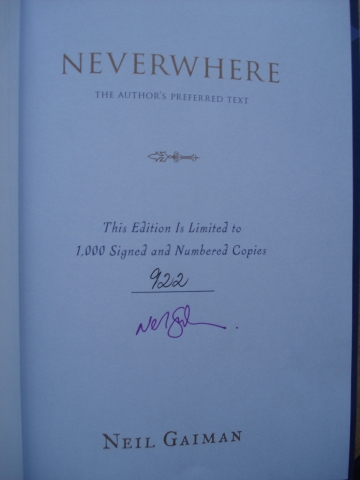 NEVERWHERE
THE AUTHOR'S PREFERRED TEXT
This Edition Is Limited to
1,000 Signed and Numbered Copies
922
NEIL GAIMAN